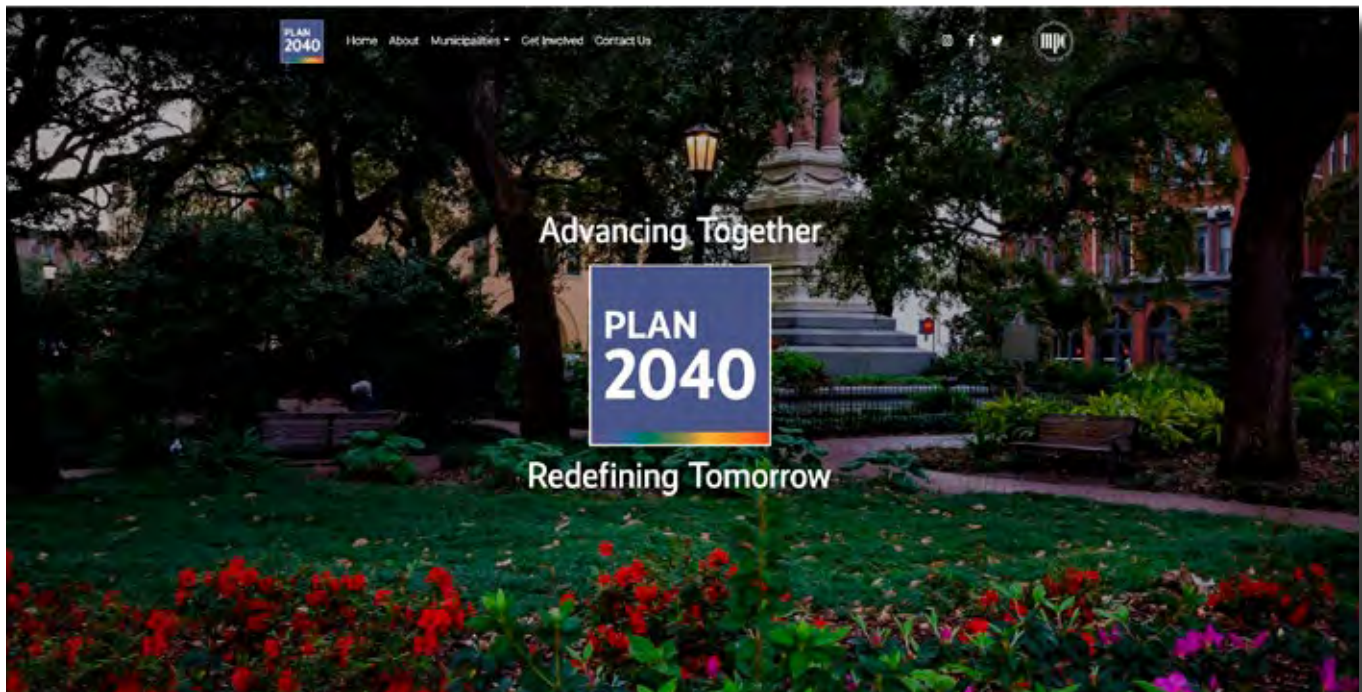 PLAN
2040
Home About Municipalities Get Involved Contact Us
mpc
Advancing Together
PLAN
2040
Redefining Tomorrow